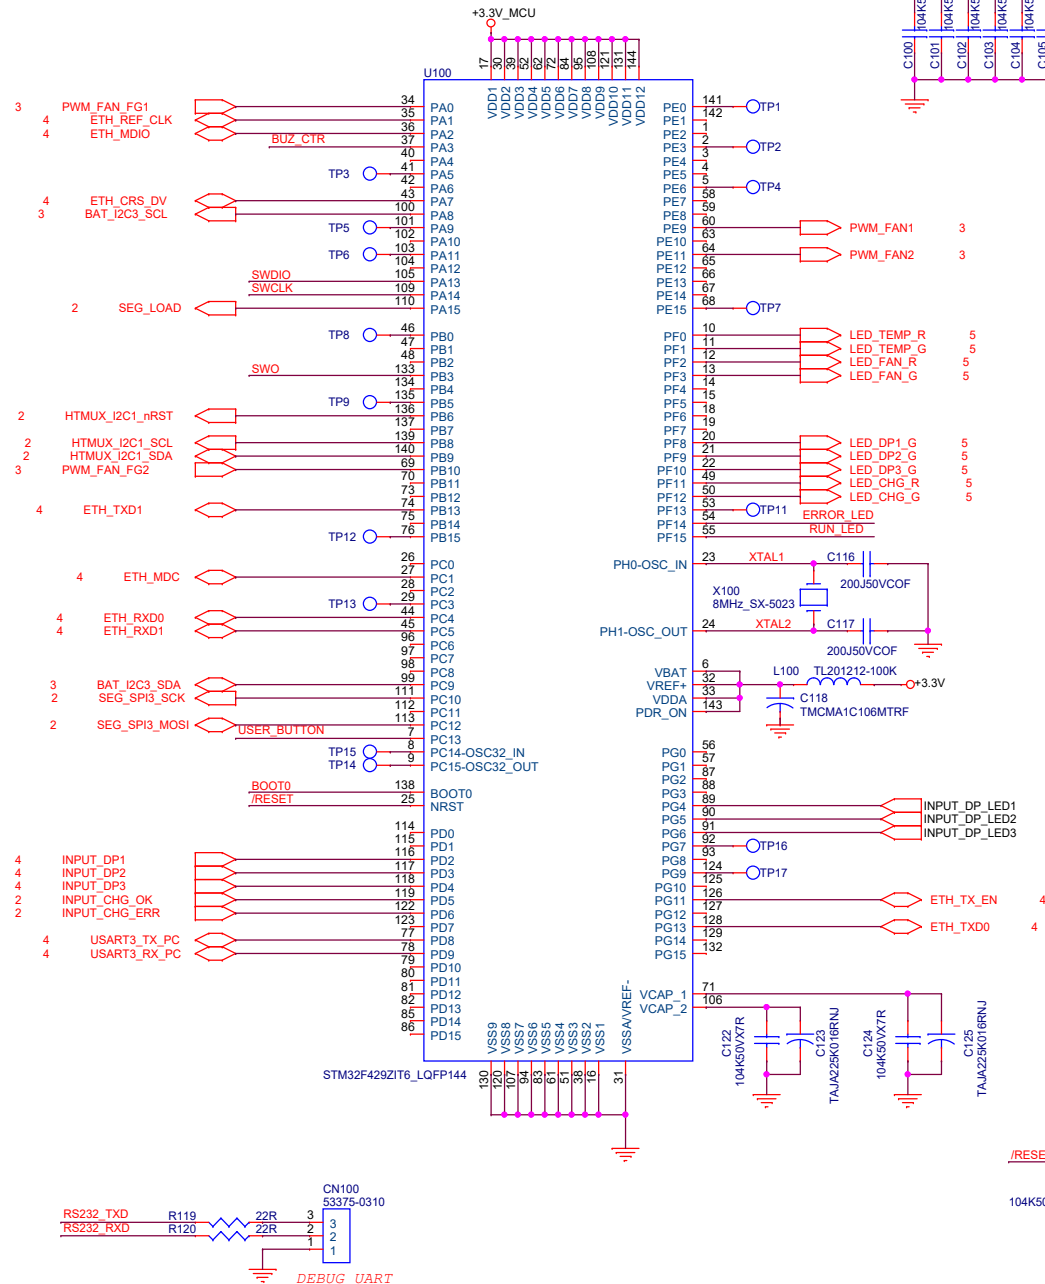 +3.3V_MCU
104K5 104K5 104K5 104K5 104K5
C100 C101 C102 C103 C104 C105
17 30 39 52 62 72 84 95 108 121 131 144
U100
VDD1 VDD2 VDD3 VDD4 VDD5 VDD6 VDD7 VDD8 VDD9 VDD10 VDD11 VDD12
3 PWM_FAN_FG1 34 PA0
4 ETH_REF_CLK 35 PA1
4 ETH_MDIO 36 PA2
BUZ_CTR 37 PA3
40 PA4
TP3 41 PA5
42 PA6
4 ETH_CRS_DV 43 PA7
3 BAT_I2C3_SCL 100 PA8
TP5 101 PA9
102 PA10
TP6 103 PA11
104 PA12
SWDIO 105 PA13
SWCLK 109 PA14
2 SEG_LOAD 110 PA15
TP8 46 PB0
47 PB1
48 PB2
SWO 133 PB3
134 PB4
TP9 135 PB5
2 HTMUX_I2C1_nRST 136 PB6
137 PB7
2 HTMUX_I2C1_SCL 139 PB8
2 HTMUX_I2C1_SDA 140 PB9
3 PWM_FAN_FG2 69 PB10
70 PB11
73 PB12
4 ETH_TXD1 74 PB13
75 PB14
TP12 76 PB15
26 PC0
4 ETH_MDC 27 PC1
28 PC2
TP13 29 PC3
4 ETH_RXD0 44 PC4
4 ETH_RXD1 45 PC5
96 PC6
97 PC7
98 PC8
3 BAT_I2C3_SDA 99 PC9
2 SEG_SPI3_SCK 111 PC10
112 PC11
2 SEG_SPI3_MOSI 113 PC12
USER_BUTTON 7 PC13
TP15 8 PC14-OSC32_IN
TP14 9 PC15-OSC32_OUT
BOOT0 138 BOOT0
/RESET 25 NRST
114 PD0
115 PD1
4 INPUT_DP1 116 PD2
4 INPUT_DP2 117 PD3
4 INPUT_DP3 118 PD4
2 INPUT_CHG_OK 119 PD5
2 INPUT_CHG_ERR 122 PD6
123 PD7
4 USART3_TX_PC 77 PD8
4 USART3_RX_PC 78 PD9
79 PD10
80 PD11
81 PD12
82 PD13
85 PD14
86 PD15
PE0 141 TP1
PE1 142
PE2 1
PE3 2 TP2
PE4 3
PE5 4
PE6 5 TP4
PE7 58
PE8 59
PE9 60 PWM_FAN1 3
PE10 63
PE11 64 PWM_FAN2 3
PE12 65
PE13 66
PE14 67
PE15 68 TP7
PF0 10 LED_TEMP_R 5
PF1 11 LED_TEMP_G 5
PF2 12 LED_FAN_R 5
PF3 13 LED_FAN_G 5
PF4 14
PF5 15
PF6 18
PF7 19
PF8 20 LED_DP1_G 5
PF9 21 LED_DP2_G 5
PF10 22 LED_DP3_G 5
PF11 49 LED_CHG_R 5
PF12 50 LED_CHG_G 5
PF13 53 TP11
PF14 54 ERROR_LED
PF15 55 RUN_LED
PH0-OSC_IN 23 XTAL1 C116
200J50VCOF
X100
8MHz_SX-5023
PH1-OSC_OUT 24 XTAL2 C117
200J50VCOF
VBAT 6 L100 TL201212-100K
VREF+ 32 +3.3V
VDDA 33 C118
PDR_ON 143 TMCMA1C106MTRF
PG0 56
PG1 57
PG2 87
PG3 88
PG4 89 INPUT_DP_LED1
PG5 90 INPUT_DP_LED2
PG6 91 INPUT_DP_LED3
PG7 92 TP16
PG8 93
PG9 124 TP17
PG10 125
PG11 126 ETH_TX_EN 4
PG12 127
PG13 128 ETH_TXD0 4
PG14 129
PG15 132
VCAP_1 71
VCAP_2 106
C122 104K50VX7R C123 TAJA225K016RNJ C124 104K50VX7R C125 TAJA225K016RNJ
VSS9 VSS8 VSS7 VSS6 VSS5 VSS4 VSS3 VSS2 VSS1 VSSA/VREF-
STM32F429ZIT6_LQFP144
130 120 107 94 83 61 51 38 16 31
/RESE
104K50
CN100
53375-0310
RS232_TXD R119 22R 3 3
RS232_RXD R120 22R 2 2
1 1
DEBUG UART